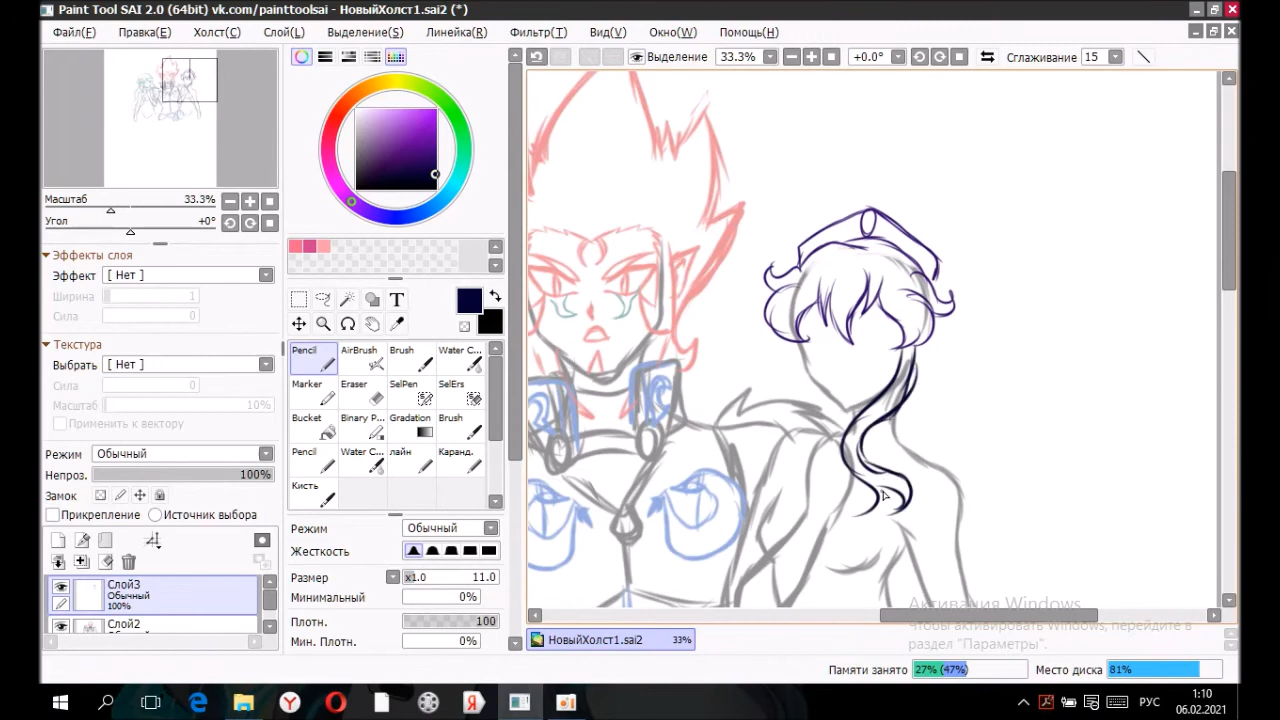 Paint Tool SAI 2.0 (64bit) vk.com/painttoolsai - НовыйХолст1.sai2 (*)
Файл(F) Правка(E) Холст(C) Слой(L) Выделение(S) Линейка(R) Фильтр(T) Вид(V) Окно(W) Помощь(H)
Выделение 33.3% +0.0° Сглаживание 15
Масштаб 33.3%
Угол +0°
Эффекты слоя
Эффект [ Нет ]
Ширина 1
Сила 0
Текстура
Выбрать [ Нет ]
Сила 0
Масштаб 10%
Применить к вектору
Режим Обычный
Непроз. 100%
Замок
Прикрепление Источник выбора
Слой3
Обычный
100%
Слой2
T
Pencil AirBrush Brush Water C...
Marker Eraser SelPen SelErs
Bucket Binary P... Gradation Brush
Pencil Water C... лайн Каранд.
Кисть
Режим Обычный
Жесткость
Размер x1.0 11.0
Минимальный 0%
Плотн. 100
Мин. Плотн. 0%
Активация Windows
Чтобы активировать Windows, перейдите в
раздел "Параметры".
НовыйХолст1.sai2 33%
Памяти занято 27% (47%) Место диска 81%
РУС 1:10
06.02.2021